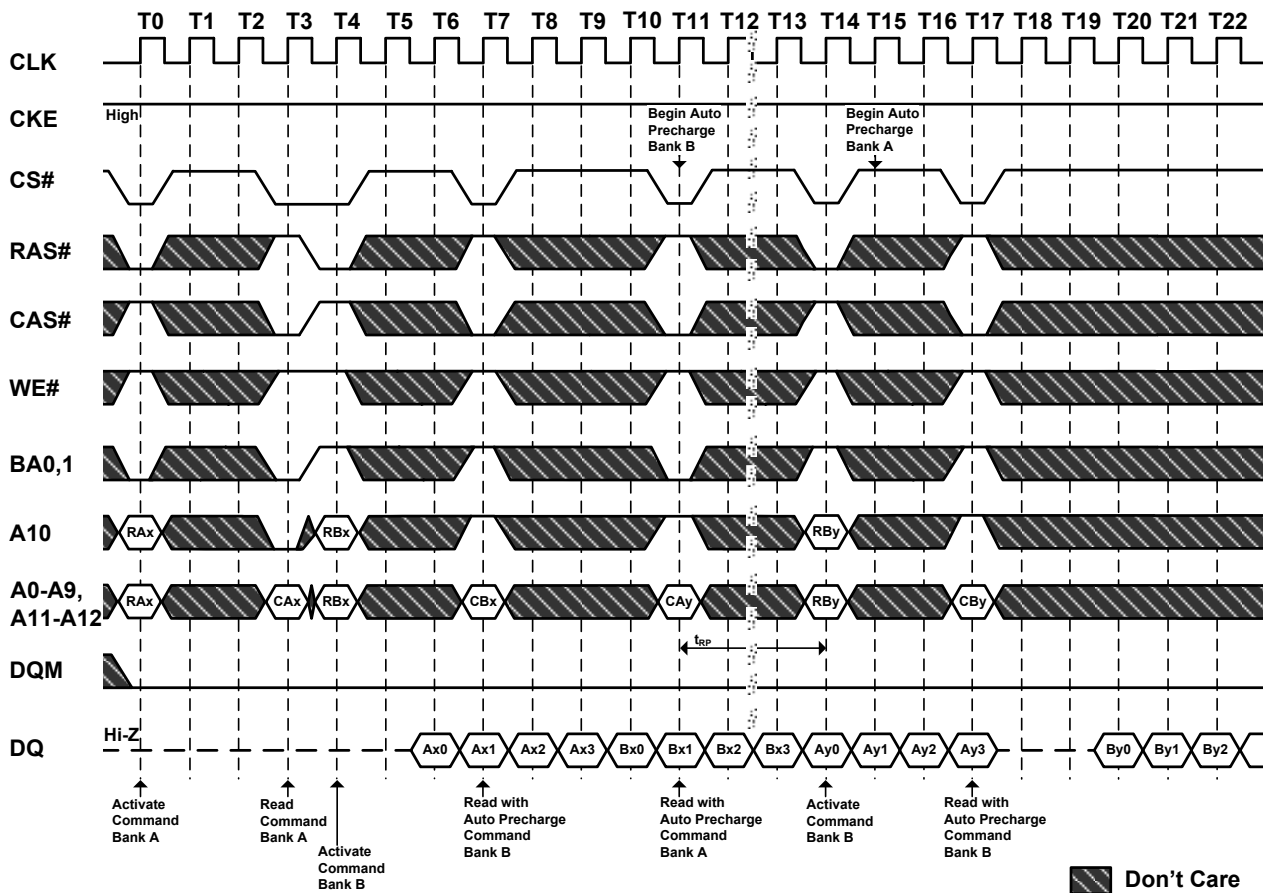 T0 T1 T2 T3 T4 T5 T6 T7 T8 T9 T10 T11 T12 T13 T14 T15 T16 T17 T18 T19 T20 T21 T22
CLK
CKE
High
Begin Auto
Precharge
Bank B
Begin Auto
Precharge
Bank A
CS#
RAS#
CAS#
WE#
BA0,1
A10
RAx RBx RBy
A0-A9,
A11-A12
RAx CAx RBx CBx CAy RBy CBy
tRP
DQM
DQ
Hi-Z
Ax0 Ax1 Ax2 Ax3 Bx0 Bx1 Bx2 Bx3 Ay0 Ay1 Ay2 Ay3 By0 By1 By2
Activate
Command
Bank A
Read
Command
Bank A
Activate
Command
Bank B
Read with
Auto Precharge
Command
Bank B
Read with
Auto Precharge
Command
Bank A
Activate
Command
Bank B
Read with
Auto Precharge
Command
Bank B
Don't Care